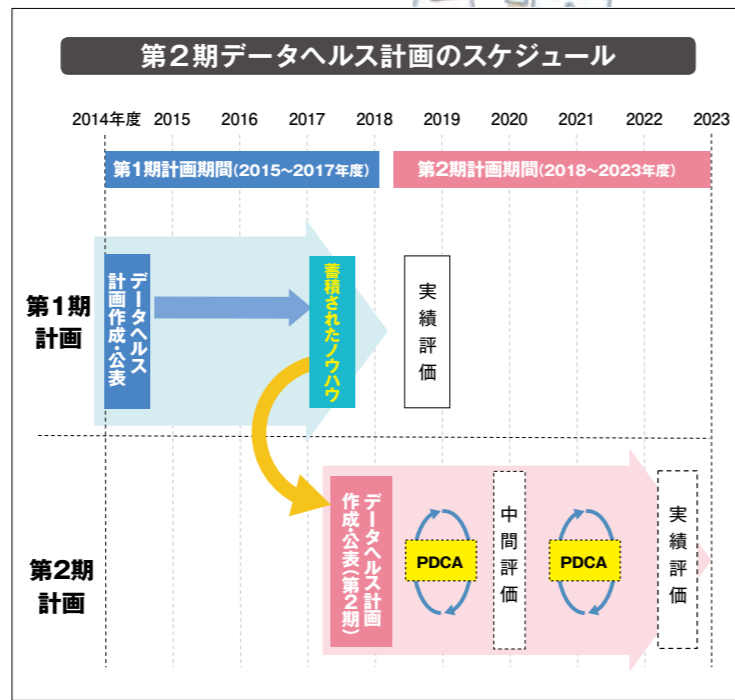 第2期データヘルス計画のスケジュール
2014年度 2015 2016 2017 2018 2019 2020 2021 2022 2023
第1期計画期間(2015〜2017年度)
第2期計画期間(2018〜2023年度)
第1期
計画
データヘルス
計画作成・公表
蓄積されたノウハウ
実績評価
第2期
計画
データヘルス計画
作成・公表(第2期)
PDCA
中間評価
PDCA
実績評価